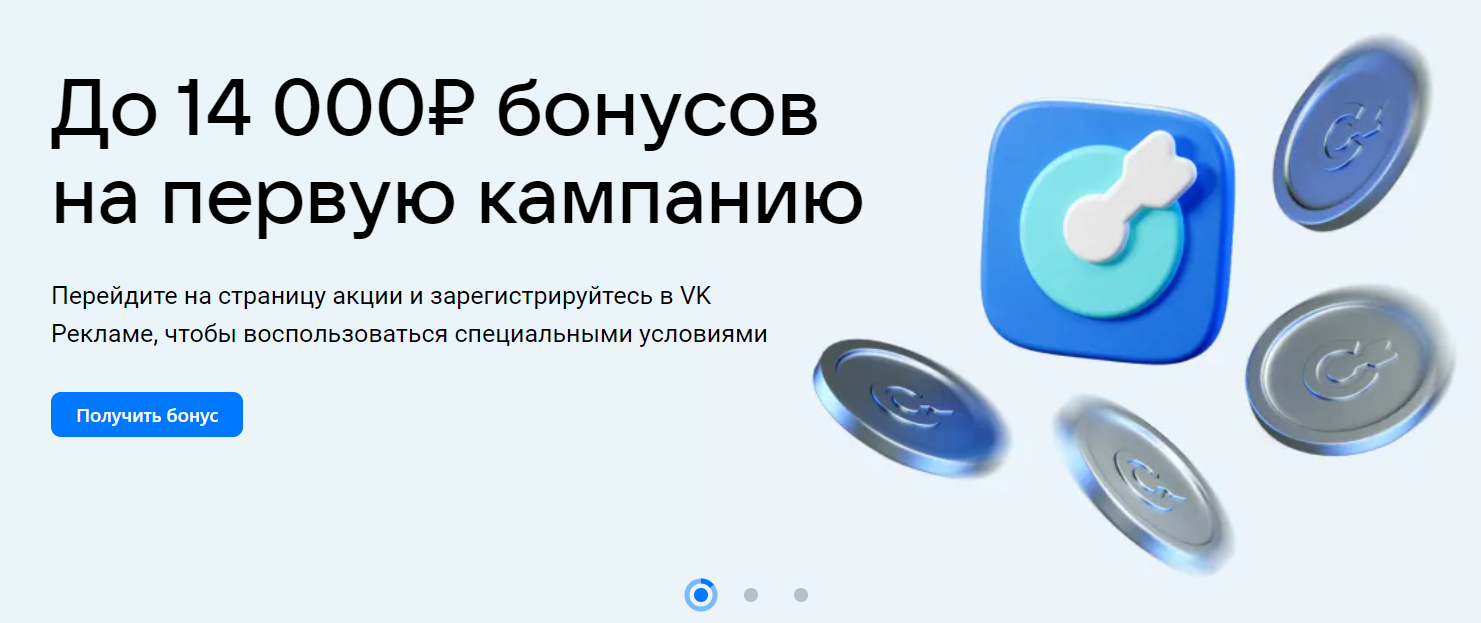 До 14 000₽ бонусов
на первую кампанию
Перейдите на страницу акции и зарегистрируйтесь в VK
Рекламе, чтобы воспользоваться специальными условиями
Получить бонус